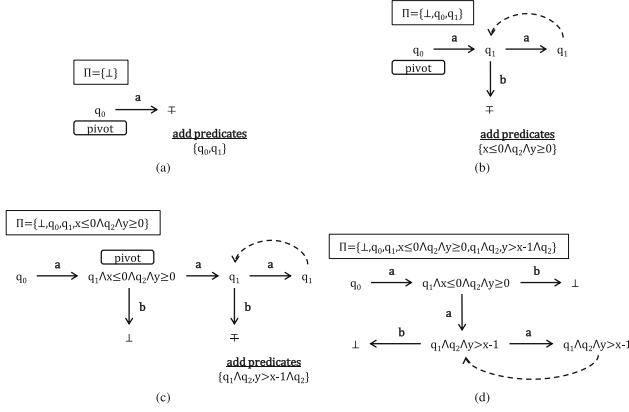 Π={⊥}
a
q₀
∓
pivot
add predicates
{q₀,q₁}
(a)
Π={⊥,q₀,q₁}
a
a
q₀
q₁
q₁
pivot
b
∓
add predicates
{x≤0∧q₂∧y≥0}
(b)
Π={⊥,q₀,q₁,x≤0∧q₂∧y≥0}
pivot
a
a
a
q₀
q₁∧x≤0∧q₂∧y≥0
q₁
q₁
b
b
⊥
∓
add predicates
{q₁∧q₂,y>x-1∧q₂}
(c)
Π={⊥,q₀,q₁,x≤0∧q₂∧y≥0,q₁∧q₂,y>x-1∧q₂}
a
b
q₀
q₁∧x≤0∧q₂∧y≥0
⊥
a
b
a
⊥
q₁∧q₂∧y>x-1
q₁∧q₂∧y>x-1
(d)